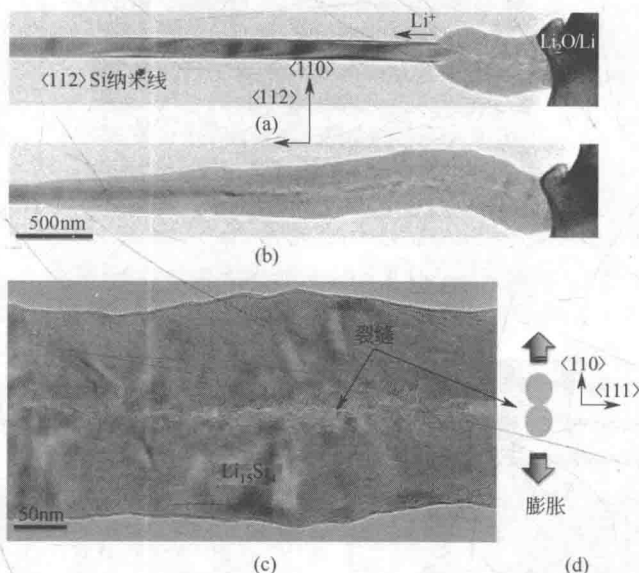 Li⁺
Li₂O/Li
⟨112⟩ Si纳米线
⟨110⟩
⟨112⟩
(a)
500nm
(b)
裂缝
⟨110⟩
⟨111⟩
Li₁₅Si₄
50nm
膨胀
(c)
(d)